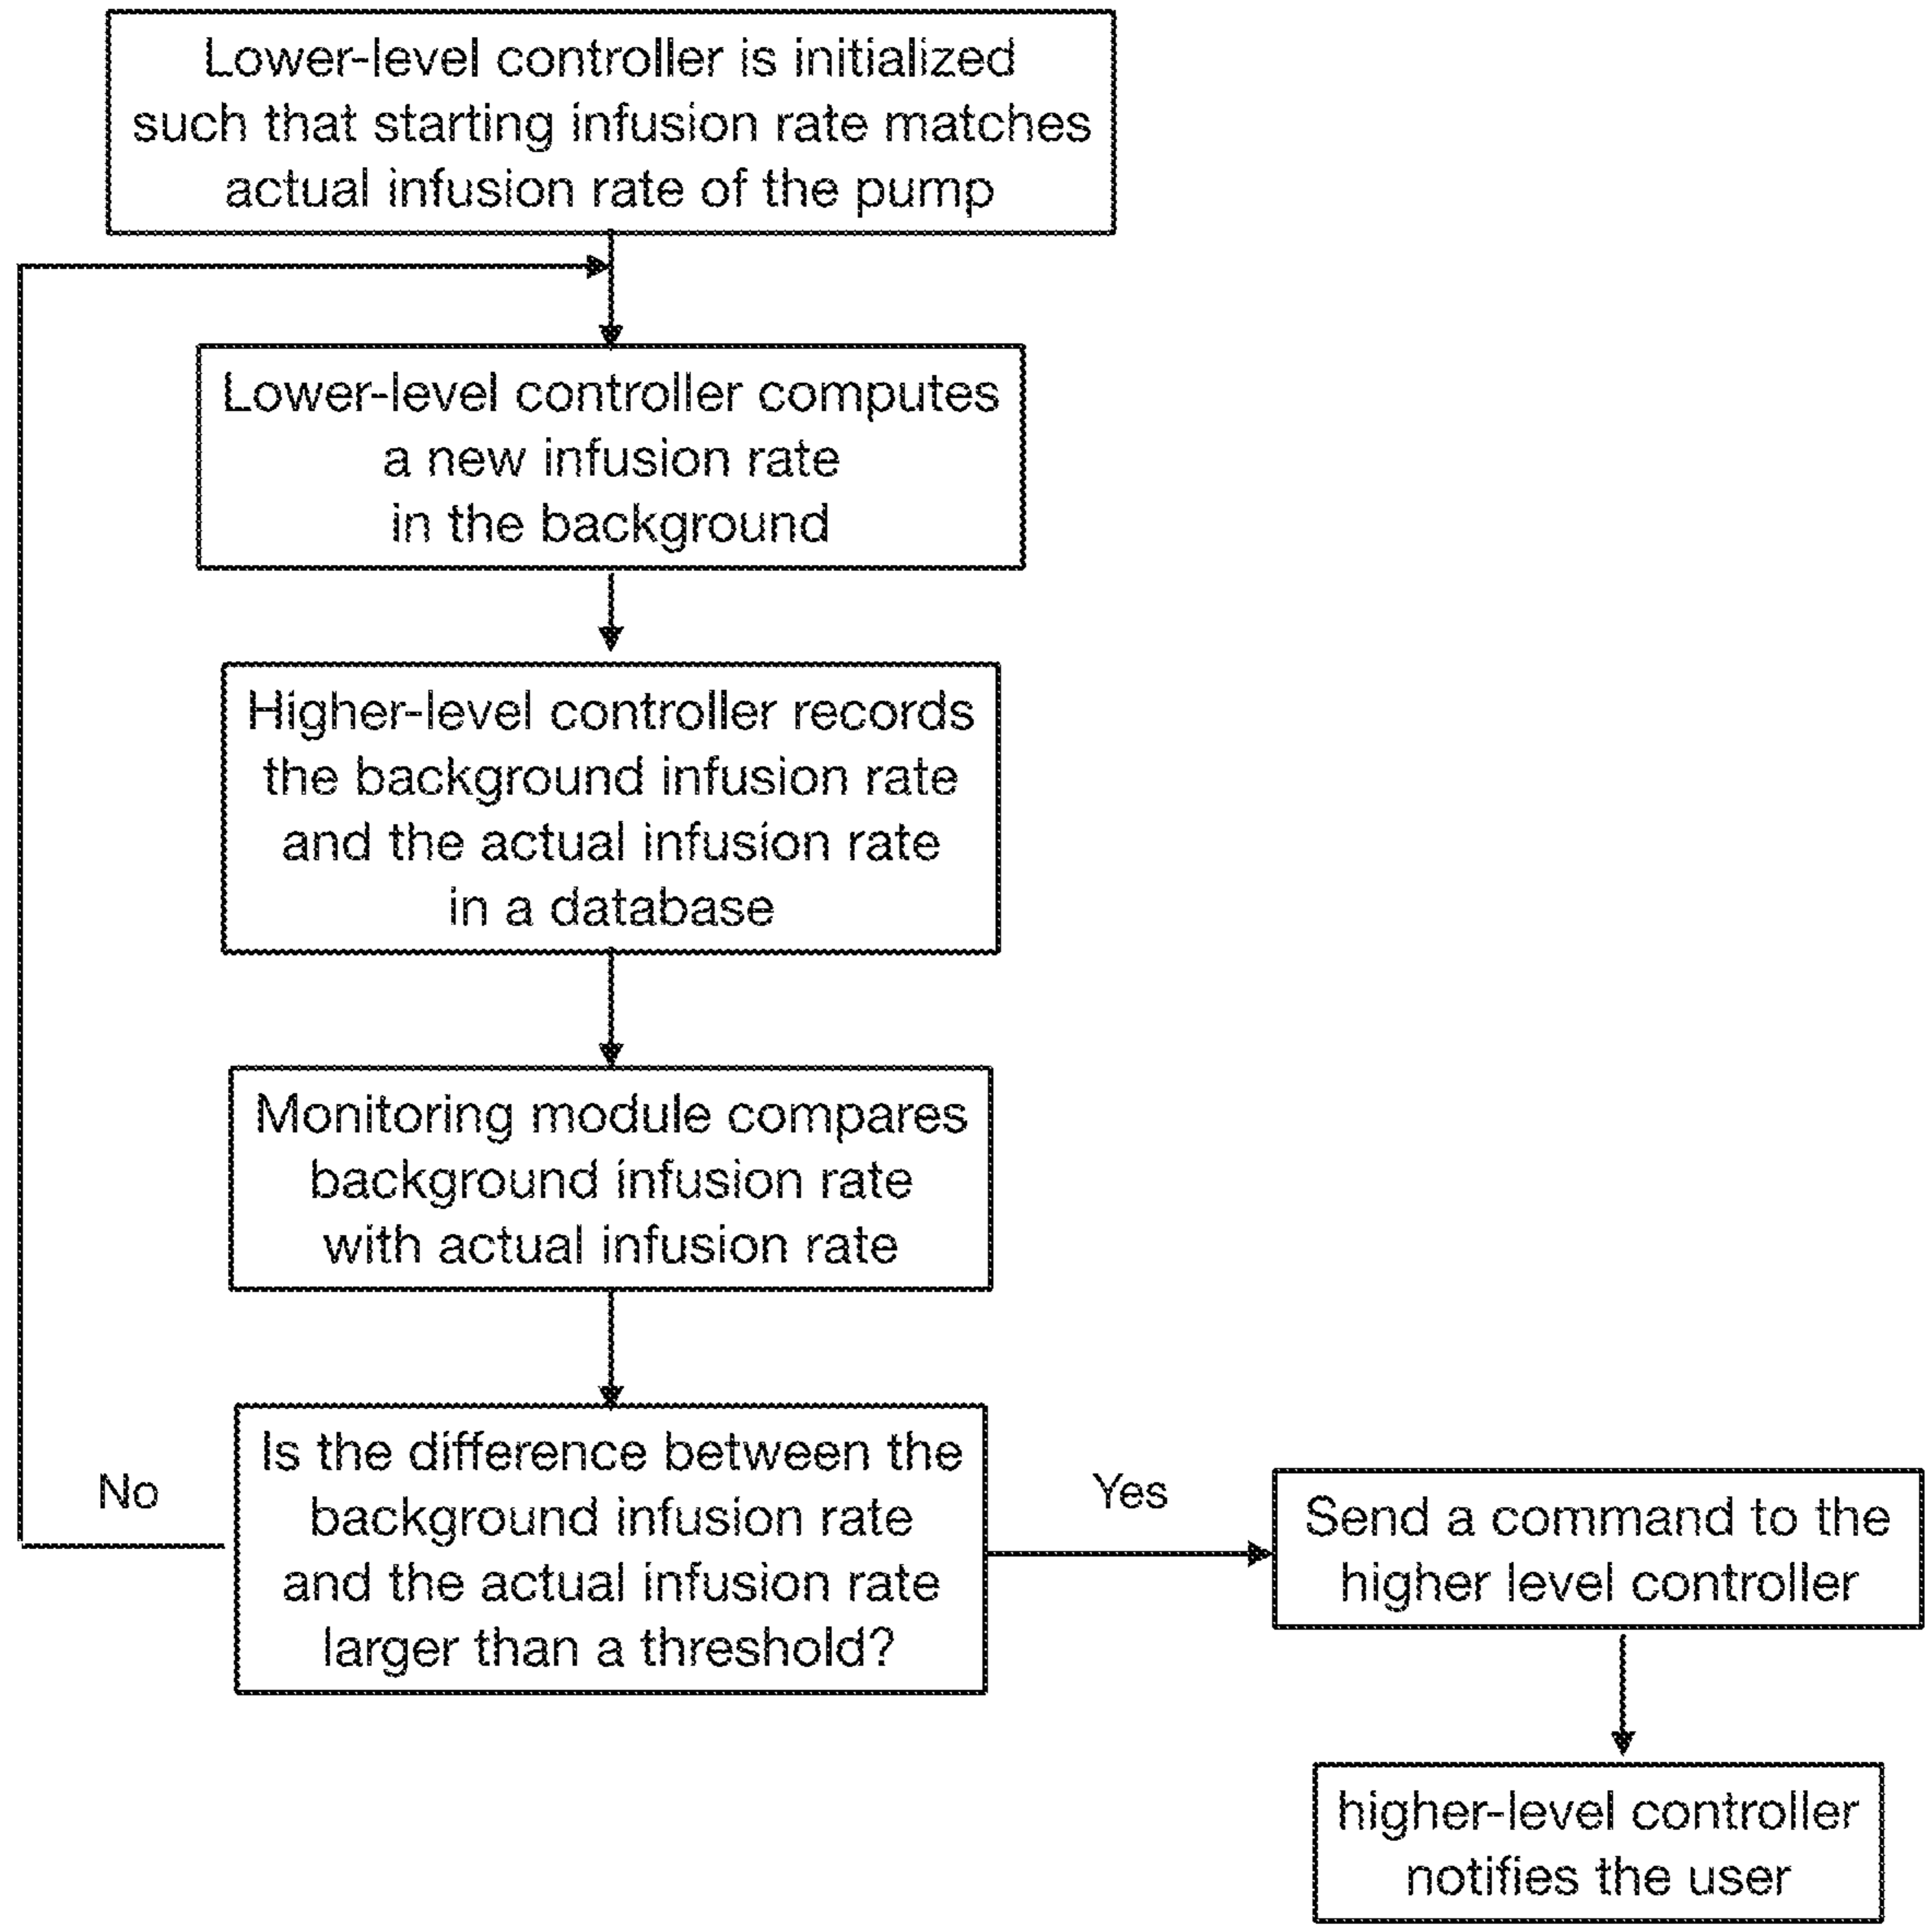 Lower-level controller is initialized
such that starting infusion rate matches
actual infusion rate of the pump
Lower-level controller computes
a new infusion rate
in the background
Higher-level controller records
the background infusion rate
and the actual infusion rate
in a database
Monitoring module compares
background infusion rate
with actual infusion rate
Is the difference between the
background infusion rate
and the actual infusion rate
larger than a threshold?
No
Yes
Send a command to the
higher level controller
higher-level controller
notifies the user